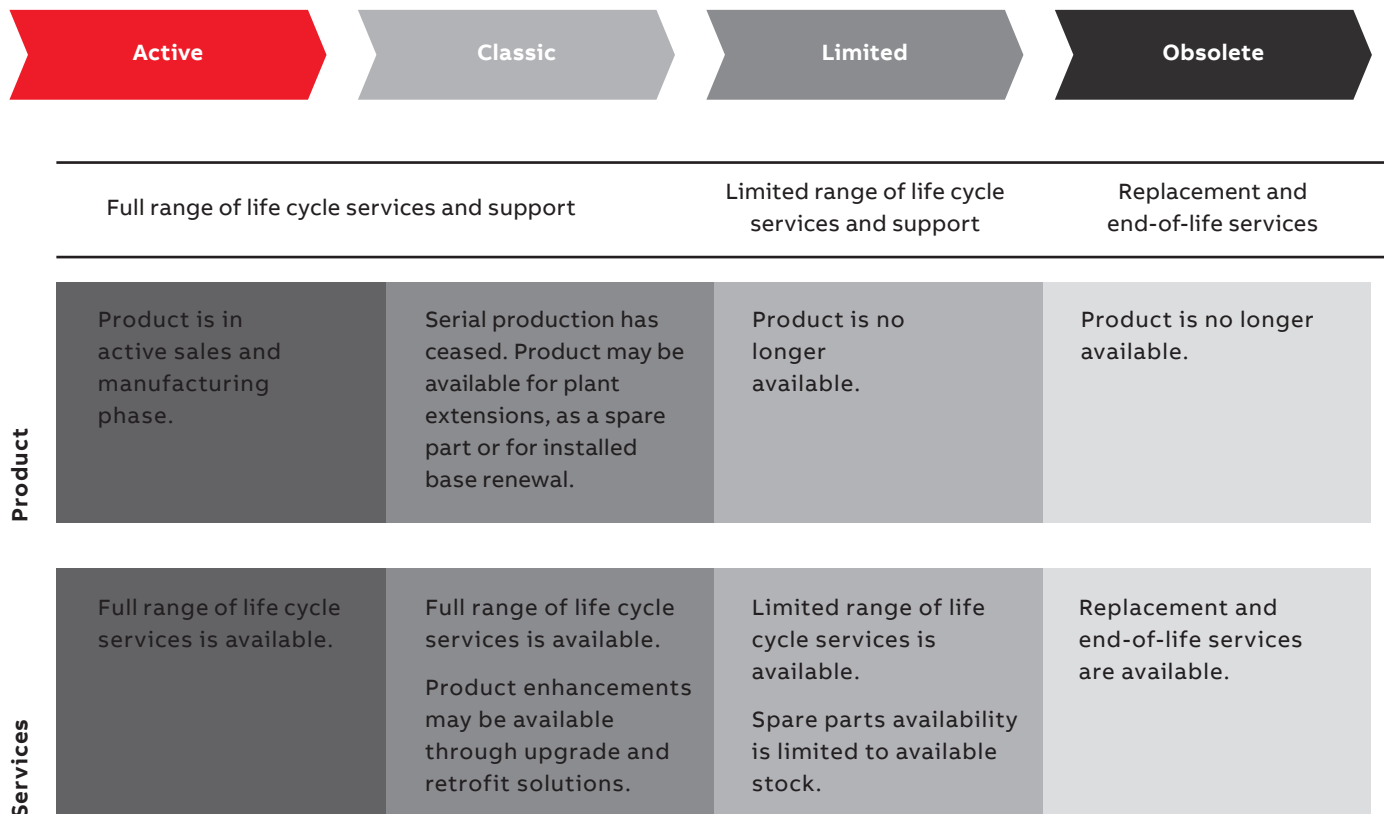 Active
Classic
Limited
Obsolete
Full range of life cycle services and support
Limited range of life cycle
services and support
Replacement and
end-of-life services
Product
Product is in
active sales and
manufacturing
phase.
Serial production has
ceased. Product may be
available for plant
extensions, as a spare
part or for installed
base renewal.
Product is no
longer
available.
Product is no longer
available.
Services
Full range of life cycle
services is available.
Full range of life cycle
services is available.
Product enhancements
may be available
through upgrade and
retrofit solutions.
Limited range of life
cycle services is
available.
Spare parts availability
is limited to available
stock.
Replacement and
end-of-life services
are available.